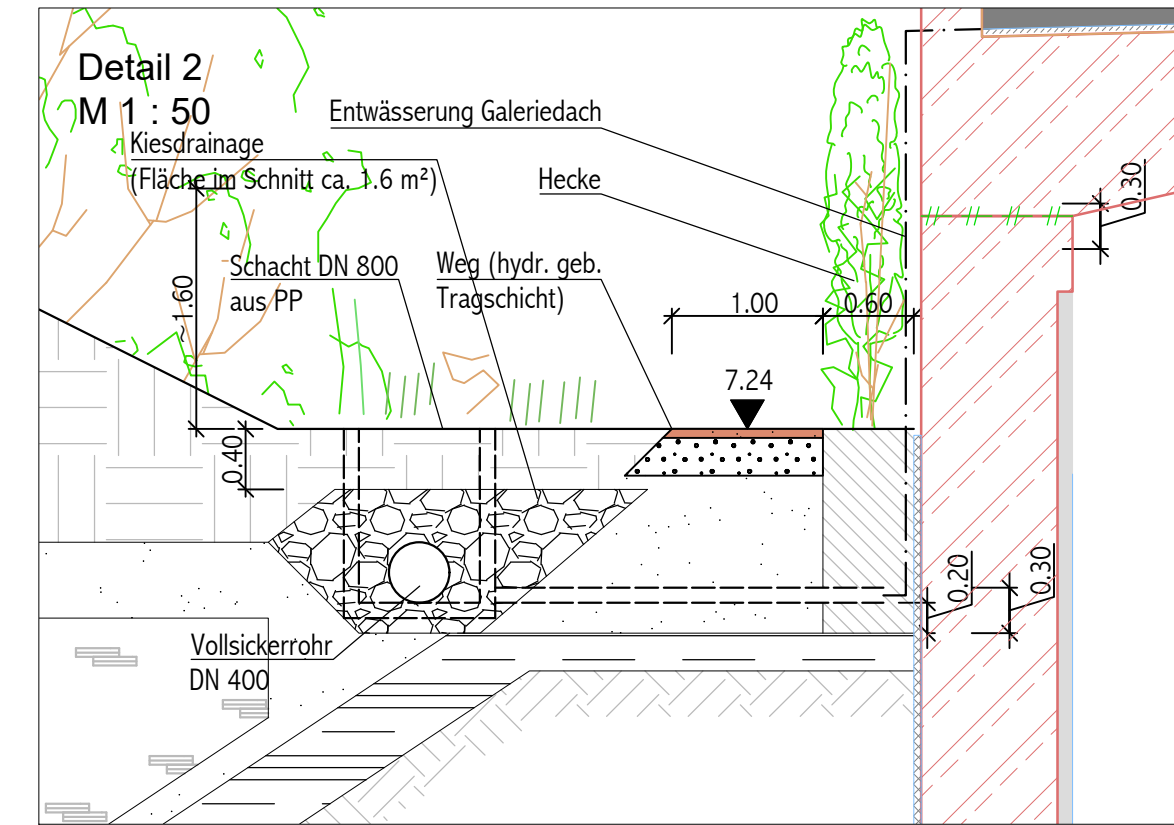 Detail 2
M 1 : 50
Entwässerung Galeriedach
Kiesdrainage
(Fläche im Schnitt ca. 1.6 m²)
Hecke
0.30
Schacht DN 800
aus PP
Weg (hydr. geb.
Tragschicht)
~1.60
1.00
0.60
7.24
0.40
0.20
0.30
Vollsickerrohr
DN 400